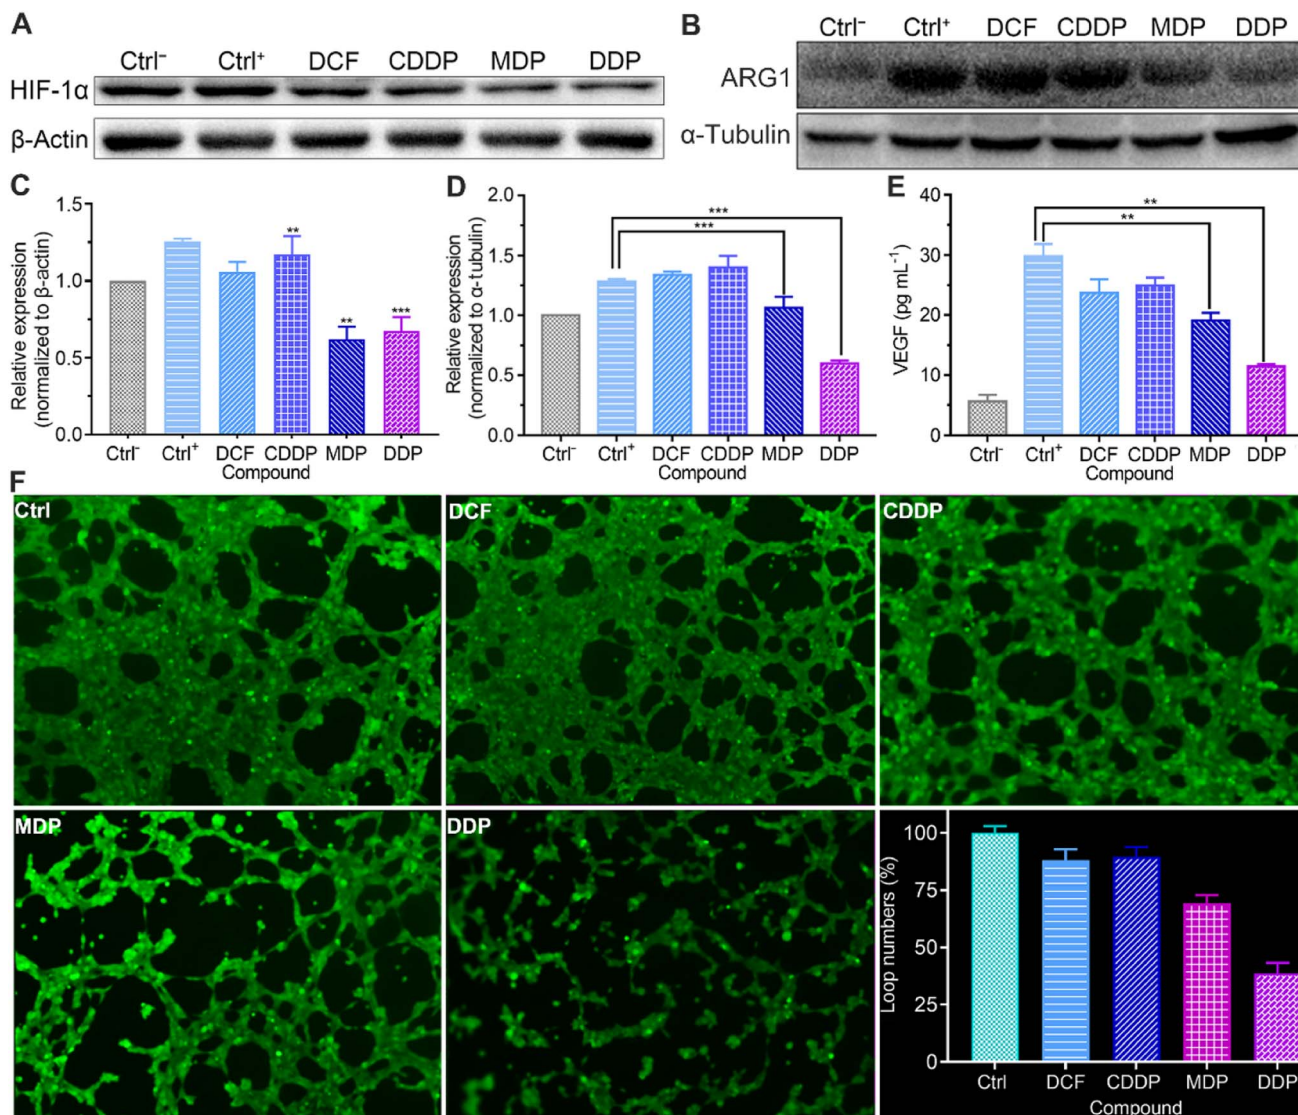 A
Ctrl⁻ Ctrl⁺ DCF CDDP MDP DDP
HIF-1α
β-Actin
B
Ctrl⁻ Ctrl⁺ DCF CDDP MDP DDP
ARG1
α-Tubulin
C
Relative expression
(normalized to β-actin)
1.5
1.0
0.5
0.0
**
**
***
Ctrl⁻ Ctrl⁺ DCF CDDP MDP DDP
Compound
D
Relative expression
(normalized to α-tubulin)
2.0
1.5
1.0
0.5
0.0
***
***
Ctrl⁻ Ctrl⁺ DCF CDDP MDP DDP
Compound
E
VEGF (pg mL⁻¹)
40
30
20
10
0
**
**
Ctrl⁻ Ctrl⁺ DCF CDDP MDP DDP
Compound
F
Ctrl
DCF
CDDP
MDP
DDP
Loop numbers (%)
100
75
50
25
0
Ctrl DCF CDDP MDP DDP
Compound